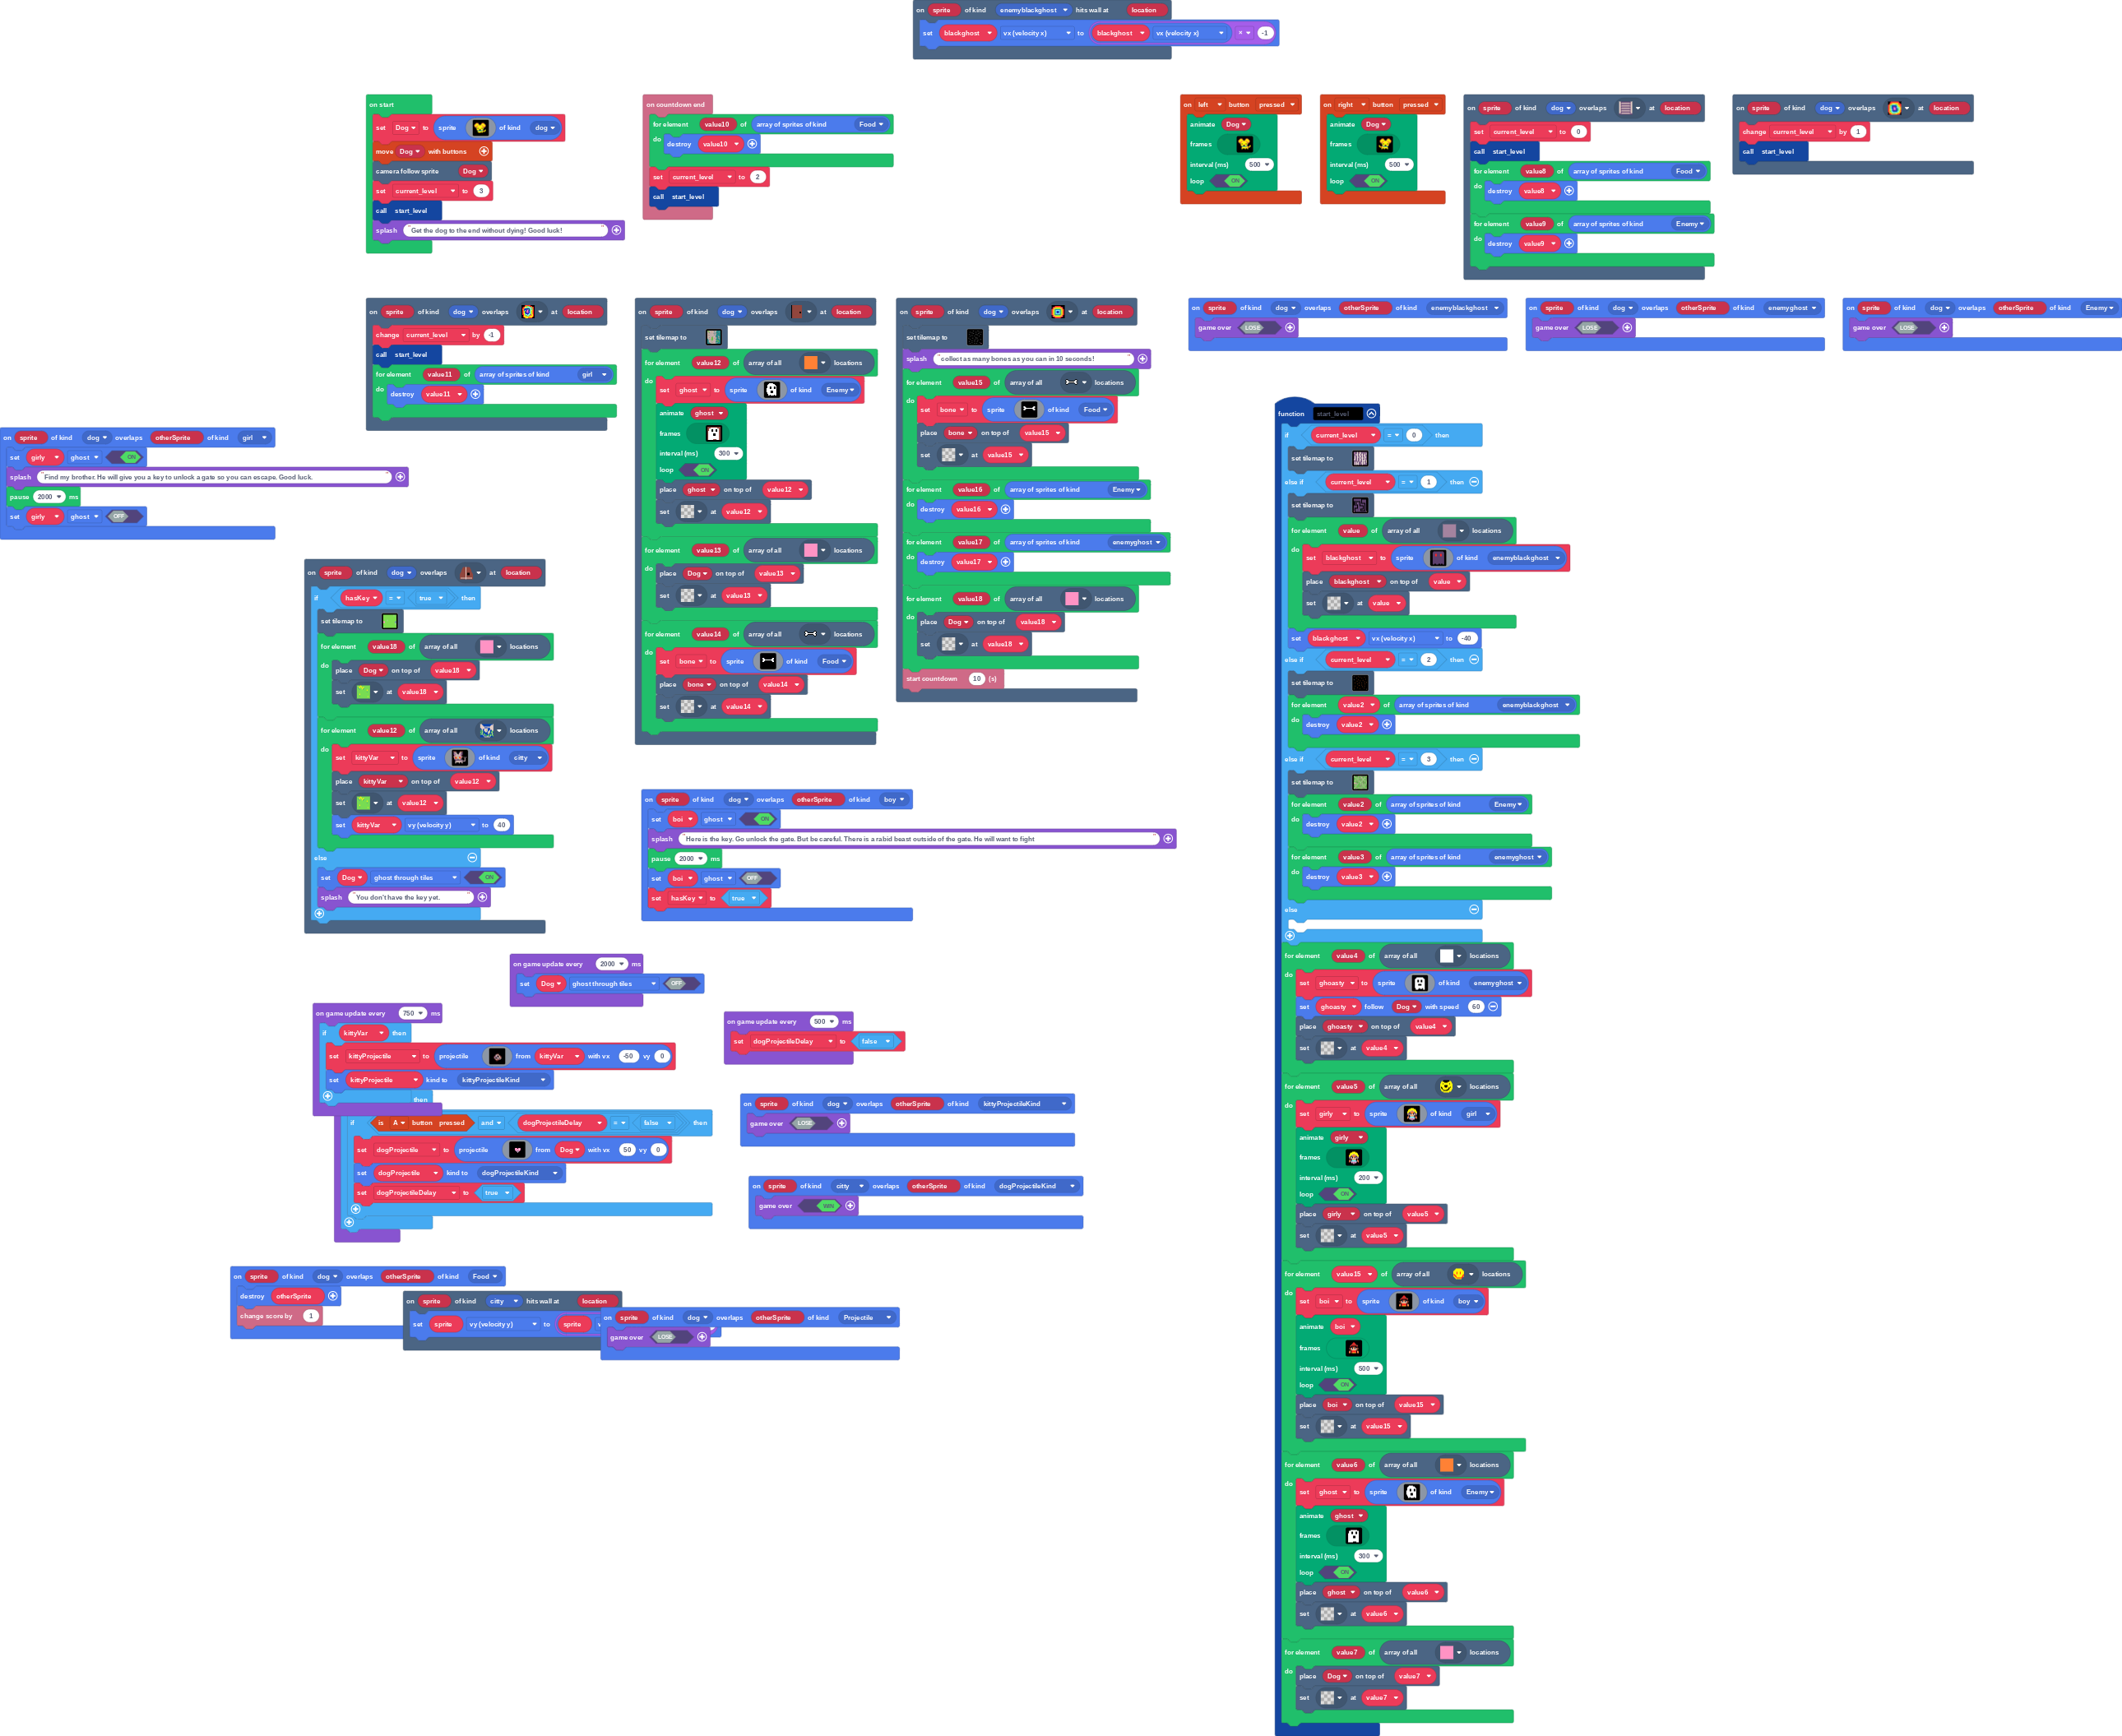 on sprite of kind enemyblackghost hits wall at location
set blackghost vx (velocity x) to blackghost vx (velocity x) × -1
on start
set Dog to sprite of kind dog
move Dog with buttons
camera follow sprite Dog
set current_level to 3
call start_level
splash "Get the dog to the end without dying! Good luck!"
on countdown end
for element value10 of array of sprites of kind Food
do destroy value10
set current_level to 2
call start_level
on left button pressed
animate Dog
frames
interval (ms) 500
loop ON
on right button pressed
animate Dog
frames
interval (ms) 500
loop ON
on sprite of kind dog overlaps at location
set current_level to 0
call start_level
for element value8 of array of sprites of kind Food
do destroy value8
for element value9 of array of sprites of kind Enemy
do destroy value9
on sprite of kind dog overlaps at location
change current_level by 1
call start_level
on sprite of kind dog overlaps at location
change current_level by -1
call start_level
for element value11 of array of sprites of kind girl
do destroy value11
on sprite of kind dog overlaps at location
set tilemap to
for element value12 of array of all locations
do set ghost to sprite of kind Enemy
animate ghost
frames
interval (ms) 300
loop ON
place ghost on top of value12
set at value12
for element value13 of array of all locations
do place Dog on top of value13
set at value13
for element value14 of array of all locations
do set bone to sprite of kind Food
place bone on top of value14
set at value14
on sprite of kind dog overlaps at location
set tilemap to
splash "collect as many bones as you can in 10 seconds!"
for element value15 of array of all locations
do set bone to sprite of kind Food
place bone on top of value15
set at value15
for element value16 of array of sprites of kind Enemy
do destroy value16
for element value17 of array of sprites of kind enemyghost
do destroy value17
for element value18 of array of all locations
do place Dog on top of value18
set at value18
start countdown 10 (s)
on sprite of kind dog overlaps otherSprite of kind enemyblackghost
game over LOSE
on sprite of kind dog overlaps otherSprite of kind enemyghost
game over LOSE
on sprite of kind dog overlaps otherSprite of kind Enemy
game over LOSE
on sprite of kind dog overlaps otherSprite of kind girl
set girly ghost ON
splash "Find my brother. He will give you a key to unlock a gate so you can escape. Good luck."
pause 2000 ms
set girly ghost OFF
on sprite of kind dog overlaps at location
if hasKey = true then
set tilemap to
for element value18 of array of all locations
do place Dog on top of value18
set at value18
for element value12 of array of all locations
do set kittyVar to sprite of kind citty
place kittyVar on top of value12
set at value12
set kittyVar vy (velocity y) to 40
else
set Dog ghost through tiles ON
splash "You don't have the key yet."
on sprite of kind dog overlaps otherSprite of kind boy
set boi ghost ON
splash "Here is the key. Go unlock the gate. But be careful. There is a rabid beast outside of the gate. He will want to fight"
pause 2000 ms
set boi ghost OFF
set hasKey to true
on game update every 2000 ms
set Dog ghost through tiles OFF
on game update every 750 ms
if kittyVar then
set kittyProjectile to projectile from kittyVar with vx -50 vy 0
set kittyProjectile kind to kittyProjectileKind
then
if is A button pressed and dogProjectileDelay = false then
set dogProjectile to projectile from Dog with vx 50 vy 0
set dogProjectile kind to dogProjectileKind
set dogProjectileDelay to true
on game update every 500 ms
set dogProjectileDelay to false
on sprite of kind dog overlaps otherSprite of kind kittyProjectileKind
game over LOSE
on sprite of kind citty overlaps otherSprite of kind dogProjectileKind
game over WIN
on sprite of kind dog overlaps otherSprite of kind Food
destroy otherSprite
change score by 1
on sprite of kind citty hits wall at location
set sprite vy (velocity y) to sprite
on sprite of kind dog overlaps otherSprite of kind Projectile
game over LOSE
function start_level
if current_level = 0 then
set tilemap to
else if current_level = 1 then
set tilemap to
for element value of array of all locations
do set blackghost to sprite of kind enemyblackghost
place blackghost on top of value
set at value
set blackghost vx (velocity x) to -40
else if current_level = 2 then
set tilemap to
for element value2 of array of sprites of kind enemyblackghost
do destroy value2
else if current_level = 3 then
set tilemap to
for element value2 of array of sprites of kind Enemy
do destroy value2
for element value3 of array of sprites of kind enemyghost
do destroy value3
else
for element value4 of array of all locations
do set ghoasty to sprite of kind enemyghost
set ghoasty follow Dog with speed 60
place ghoasty on top of value4
set at value4
for element value5 of array of all locations
do set girly to sprite of kind girl
animate girly
frames
interval (ms) 200
loop ON
place girly on top of value5
set at value5
for element value15 of array of all locations
do set boi to sprite of kind boy
animate boi
frames
interval (ms) 500
loop ON
place boi on top of value15
set at value15
for element value6 of array of all locations
do set ghost to sprite of kind Enemy
animate ghost
frames
interval (ms) 300
loop ON
place ghost on top of value6
set at value6
for element value7 of array of all locations
do place Dog on top of value7
set at value7